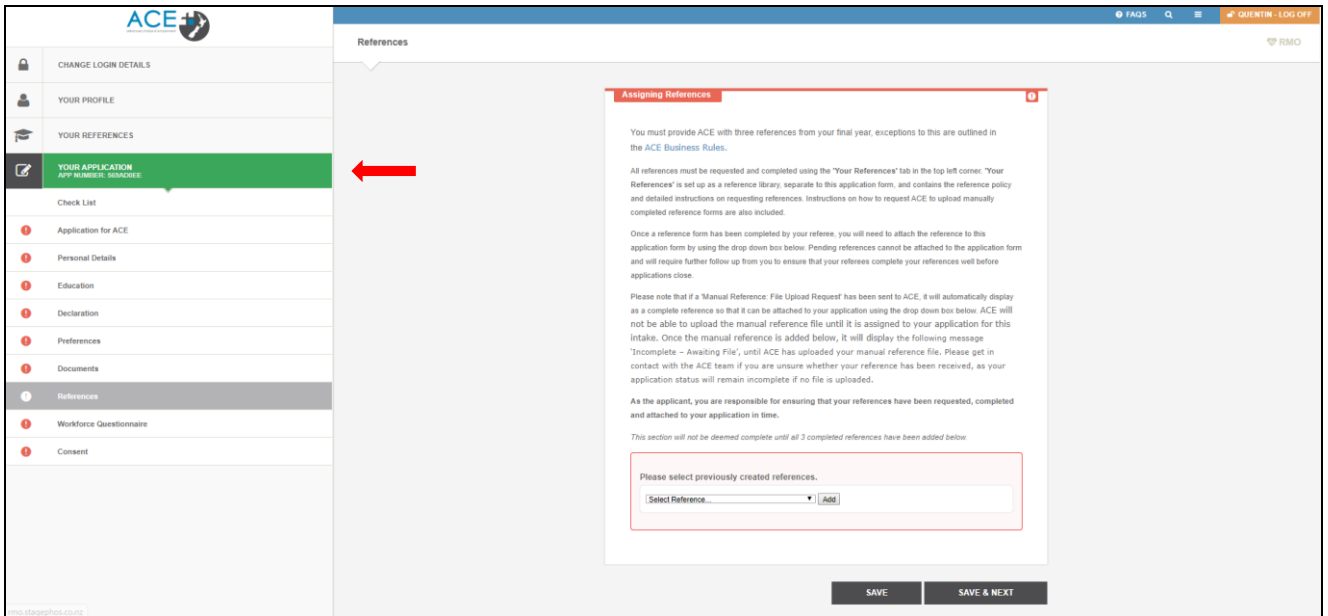 ACE
FAQS
QUENTIN - LOG OFF
References
RMO
CHANGE LOGIN DETAILS
YOUR PROFILE
YOUR REFERENCES
YOUR APPLICATION
APP NUMBER:
Check List
Application for ACE
Personal Details
Education
Declaration
Preferences
Documents
References
Workforce Questionnaire
Consent
Assigning References
You must provide ACE with three references from your final year, exceptions to this are outlined in
the ACE Business Rules.
All references must be requested and completed using the 'Your References' tab in the top left corner. 'Your
References' is set up as a reference library, separate to this application form, and contains the reference policy
and detailed instructions on requesting references. Instructions on how to request ACE to upload manually
completed reference forms are also included.
Once a reference form has been completed by your referee, you will need to attach the reference to this
application form by using the drop down box below. Pending references cannot be attached to the application form
and will require further follow up from you to ensure that your referees complete your references well before
applications close.
Please note that if a 'Manual Reference: File Upload Request' has been sent to ACE, it will automatically display
as a complete reference so that it can be attached to your application using the drop down box below. ACE will
not be able to upload the manual reference file until it is assigned to your application for this
intake. Once the manual reference is added below, it will display the following message
'Incomplete – Awaiting File', until ACE has uploaded your manual reference file. Please get in
contact with the ACE team if you are unsure whether your reference has been received, as your
application status will remain incomplete if no file is uploaded.
As the applicant, you are responsible for ensuring that your references have been requested, completed
and attached to your application in time.
This section will not be deemed complete until all 3 completed references have been added below.
Please select previously created references.
Select Reference... Add
SAVE SAVE & NEXT
rmo.stagephos.co.nz